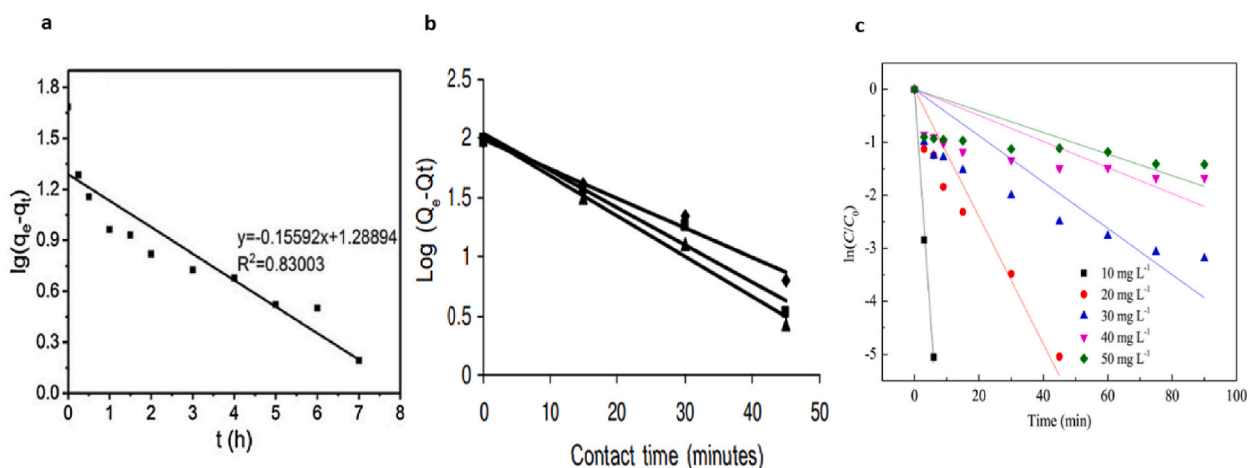 a
lg(qe-qt)
1.8
1.5
1.2
0.9
0.6
0.3
0.0
y=-0.15592x+1.28894
R²=0.83003
0 1 2 3 4 5 6 7 8
t (h)
b
Log (Qe-Qt)
2.5
2
1.5
1
0.5
0
0 10 20 30 40 50
Contact time (minutes)
c
ln(C/C₀)
0
-1
-2
-3
-4
-5
10 mg L⁻¹
20 mg L⁻¹
30 mg L⁻¹
40 mg L⁻¹
50 mg L⁻¹
0 20 40 60 80 100
Time (min)